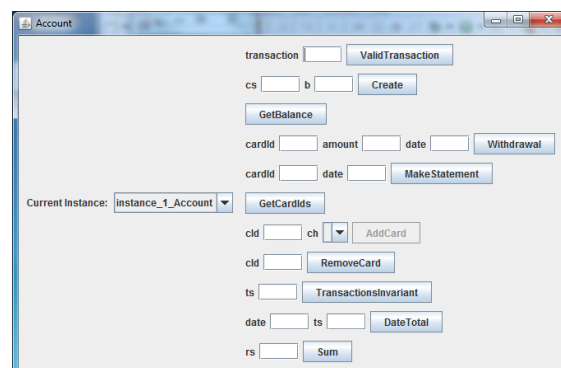 Account
transaction ValidTransaction
cs b Create
GetBalance
cardId amount date Withdrawal
cardId date MakeStatement
Current Instance: instance_1_Account GetCardIds
cId ch AddCard
cId RemoveCard
ts TransactionsInvariant
date ts DateTotal
rs Sum